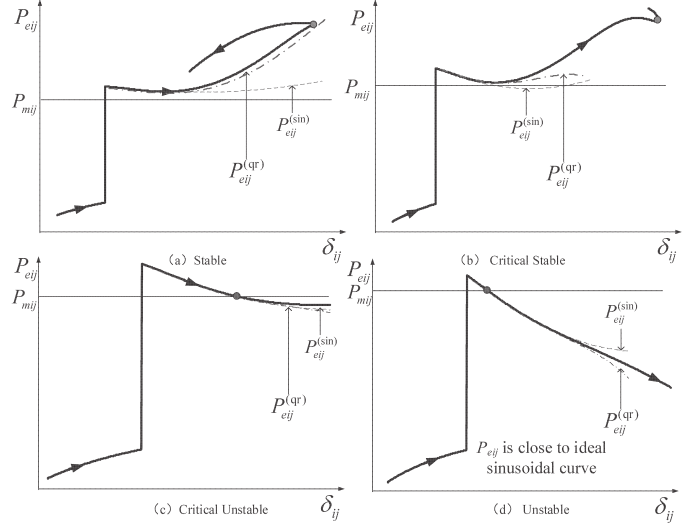 P_eij
P_mij
P_eij^(sin)
P_eij^(qr)
δ_ij
（a）Stable
P_eij
P_mij
P_eij^(sin)
P_eij^(qr)
δ_ij
（b）Critical Stable
P_eij
P_mij
P_eij^(sin)
P_eij^(qr)
（c）Critical Unstable
δ_ij
P_eij
P_mij
P_eij^(sin)
P_eij^(qr)
P_eij is close to ideal
sinusoidal curve
（d） Unstable
δ_ij